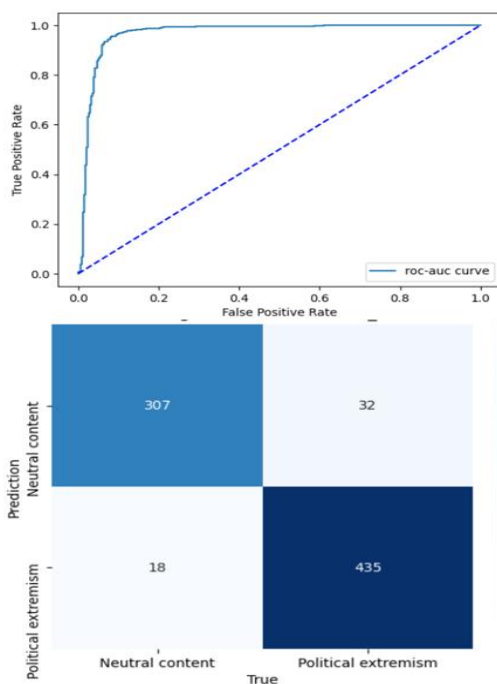 1.0
0.8
0.6
0.4
0.2
0.0
True Positive Rate
roc-auc curve
0.0 0.2 0.4 0.6 0.8 1.0
False Positive Rate
Prediction
Neutral content
307 32
Political extremism
18 435
Neutral content Political extremism
True